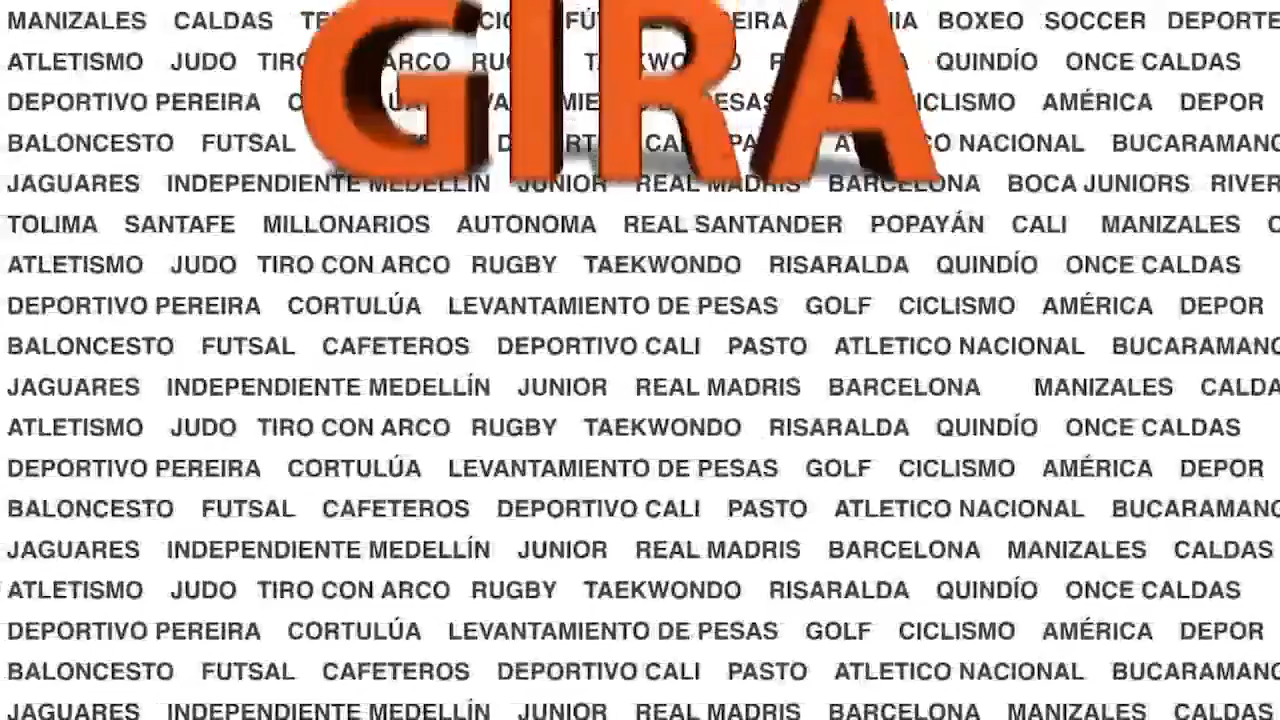 GIRA
MANIZALES CALDAS BOXEO SOCCER DEPORTE
ATLETISMO JUDO QUINDÍO ONCE CALDAS
DEPORTIVO PEREIRA AMÉRICA DEPOR
BALONCESTO FUTSAL NACIONAL BUCARAMANG
JAGUARES INDEPENDIENTE MEDELLÍN JUNIOR REAL MADRIS BARCELONA BOCA JUNIORS RIVER
TOLIMA SANTAFE MILLONARIOS AUTONOMA REAL SANTANDER POPAYÁN CALI MANIZALES C
ATLETISMO JUDO TIRO CON ARCO RUGBY TAEKWONDO RISARALDA QUINDÍO ONCE CALDAS
DEPORTIVO PEREIRA CORTULÚA LEVANTAMIENTO DE PESAS GOLF CICLISMO AMÉRICA DEPOR
BALONCESTO FUTSAL CAFETEROS DEPORTIVO CALI PASTO ATLETICO NACIONAL BUCARAMANG
JAGUARES INDEPENDIENTE MEDELLÍN JUNIOR REAL MADRIS BARCELONA MANIZALES CALDA
ATLETISMO JUDO TIRO CON ARCO RUGBY TAEKWONDO RISARALDA QUINDÍO ONCE CALDAS
DEPORTIVO PEREIRA CORTULÚA LEVANTAMIENTO DE PESAS GOLF CICLISMO AMÉRICA DEPOR
BALONCESTO FUTSAL CAFETEROS DEPORTIVO CALI PASTO ATLETICO NACIONAL BUCARAMANG
JAGUARES INDEPENDIENTE MEDELLÍN JUNIOR REAL MADRIS BARCELONA MANIZALES CALDAS
ATLETISMO JUDO TIRO CON ARCO RUGBY TAEKWONDO RISARALDA QUINDÍO ONCE CALDAS
DEPORTIVO PEREIRA CORTULÚA LEVANTAMIENTO DE PESAS GOLF CICLISMO AMÉRICA DEPOR
BALONCESTO FUTSAL CAFETEROS DEPORTIVO CALI PASTO ATLETICO NACIONAL BUCARAMANG
JAGUARES INDEPENDIENTE MEDELLÍN JUNIOR REAL MADRIS BARCELONA MANIZALES CALDAS